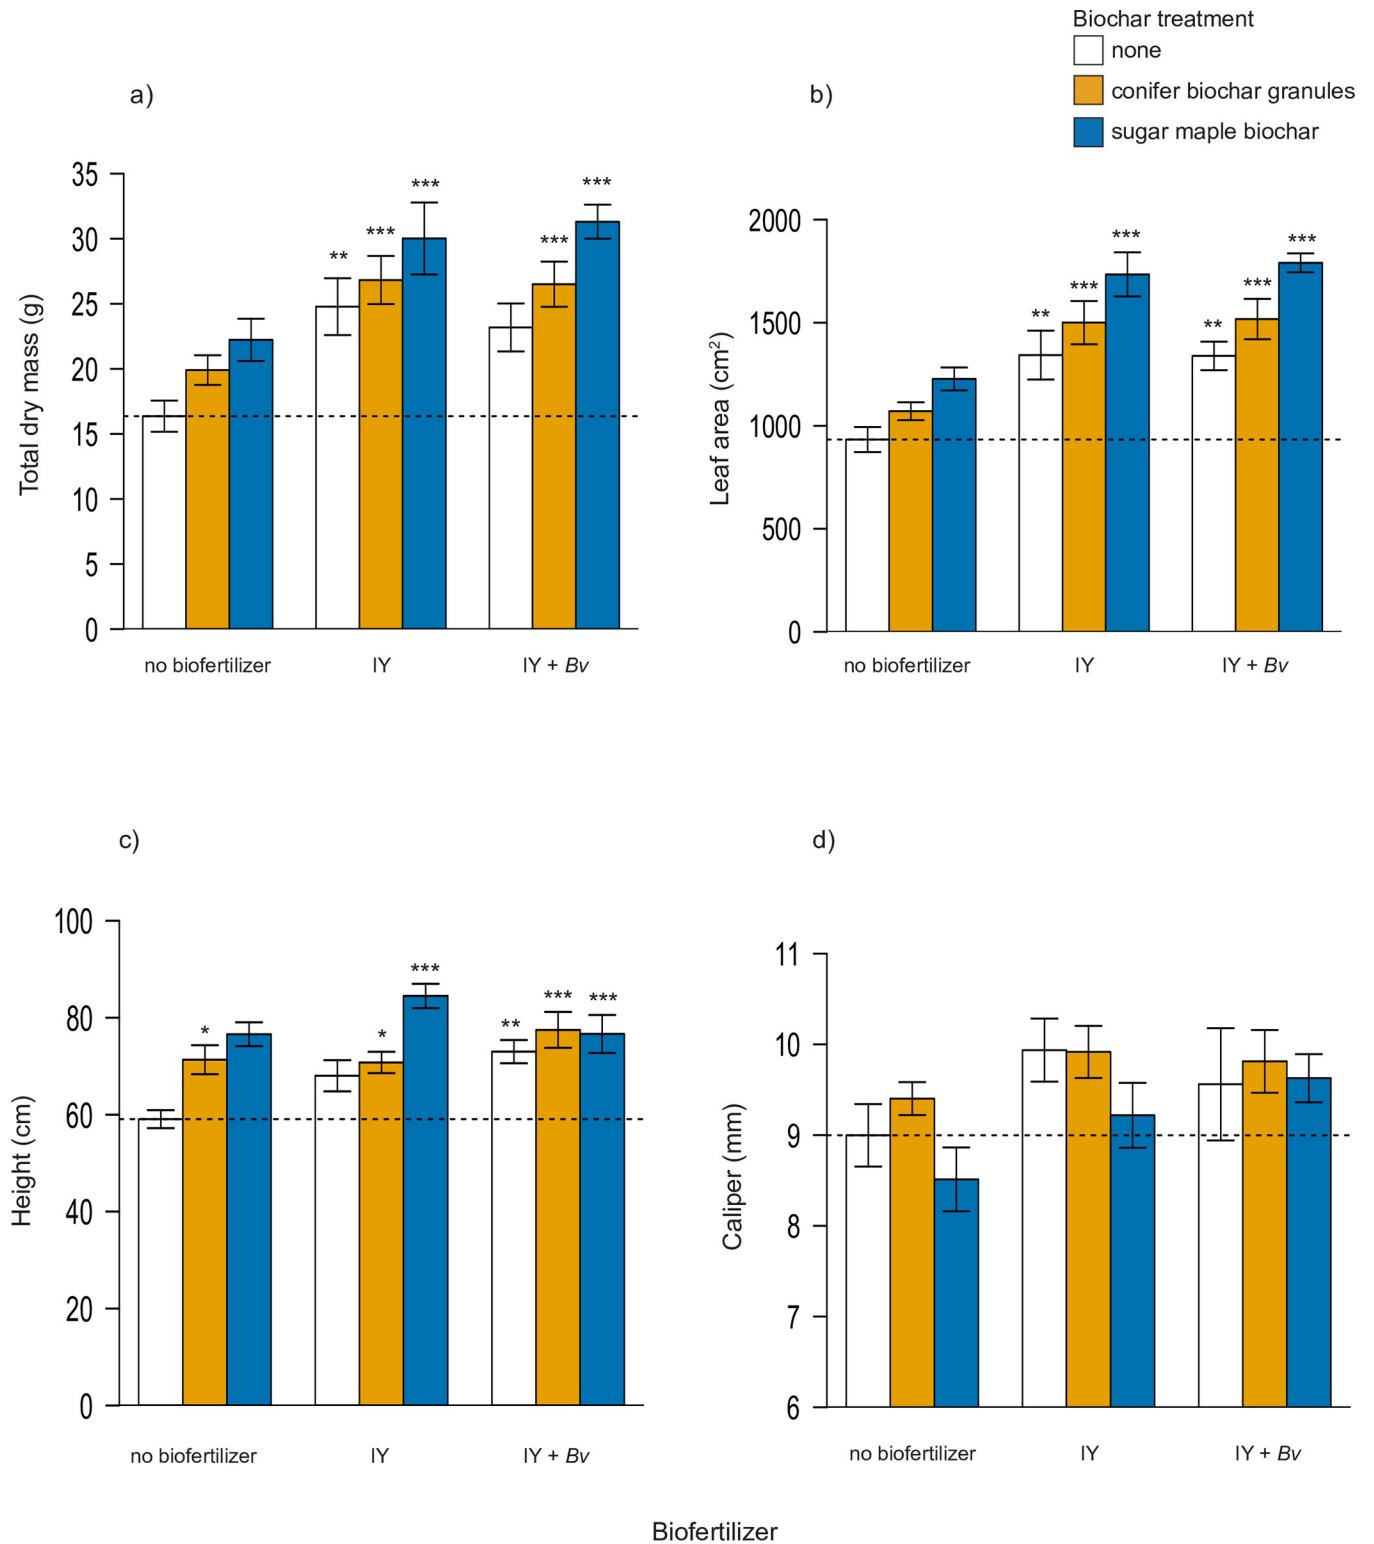 Biochar treatment
none
conifer biochar granules
sugar maple biochar
a)
Total dry mass (g)
35
30
25
20
15
10
5
0
** *** *** *** ***
no biofertilizer IY IY + Bv
b)
Leaf area (cm²)
2000
1500
1000
500
0
** *** *** ** *** ***
no biofertilizer IY IY + Bv
c)
Height (cm)
100
80
60
40
20
0
* * *** ** *** ***
no biofertilizer IY IY + Bv
d)
Caliper (mm)
11
10
9
8
7
6
no biofertilizer IY IY + Bv
Biofertilizer